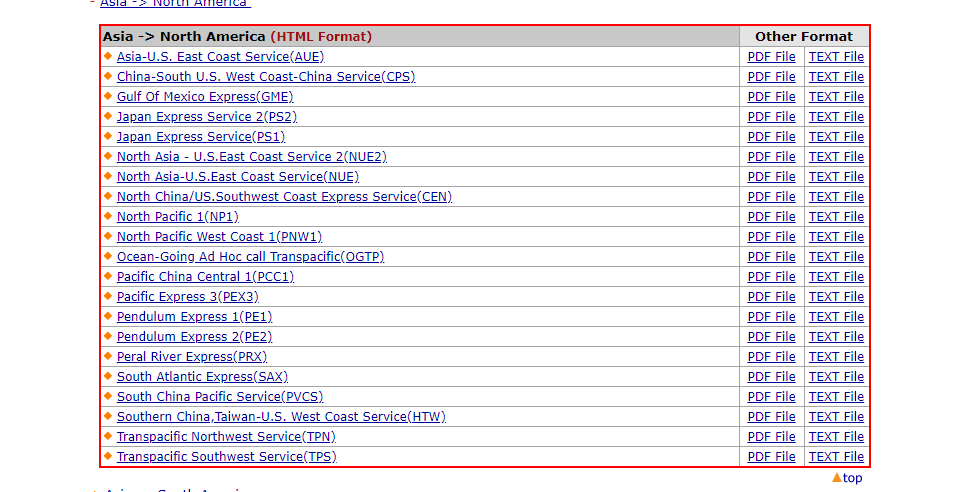 - Asia -> North America
Asia -> North America (HTML Format) Other Format
Asia-U.S. East Coast Service(AUE) PDF File TEXT File
China-South U.S. West Coast-China Service(CPS) PDF File TEXT File
Gulf Of Mexico Express(GME) PDF File TEXT File
Japan Express Service 2(PS2) PDF File TEXT File
Japan Express Service(PS1) PDF File TEXT File
North Asia - U.S.East Coast Service 2(NUE2) PDF File TEXT File
North Asia-U.S.East Coast Service(NUE) PDF File TEXT File
North China/US.Southwest Coast Express Service(CEN) PDF File TEXT File
North Pacific 1(NP1) PDF File TEXT File
North Pacific West Coast 1(PNW1) PDF File TEXT File
Ocean-Going Ad Hoc call Transpacific(OGTP) PDF File TEXT File
Pacific China Central 1(PCC1) PDF File TEXT File
Pacific Express 3(PEX3) PDF File TEXT File
Pendulum Express 1(PE1) PDF File TEXT File
Pendulum Express 2(PE2) PDF File TEXT File
Peral River Express(PRX) PDF File TEXT File
South Atlantic Express(SAX) PDF File TEXT File
South China Pacific Service(PVCS) PDF File TEXT File
Southern China,Taiwan-U.S. West Coast Service(HTW) PDF File TEXT File
Transpacific Northwest Service(TPN) PDF File TEXT File
Transpacific Southwest Service(TPS) PDF File TEXT File
top